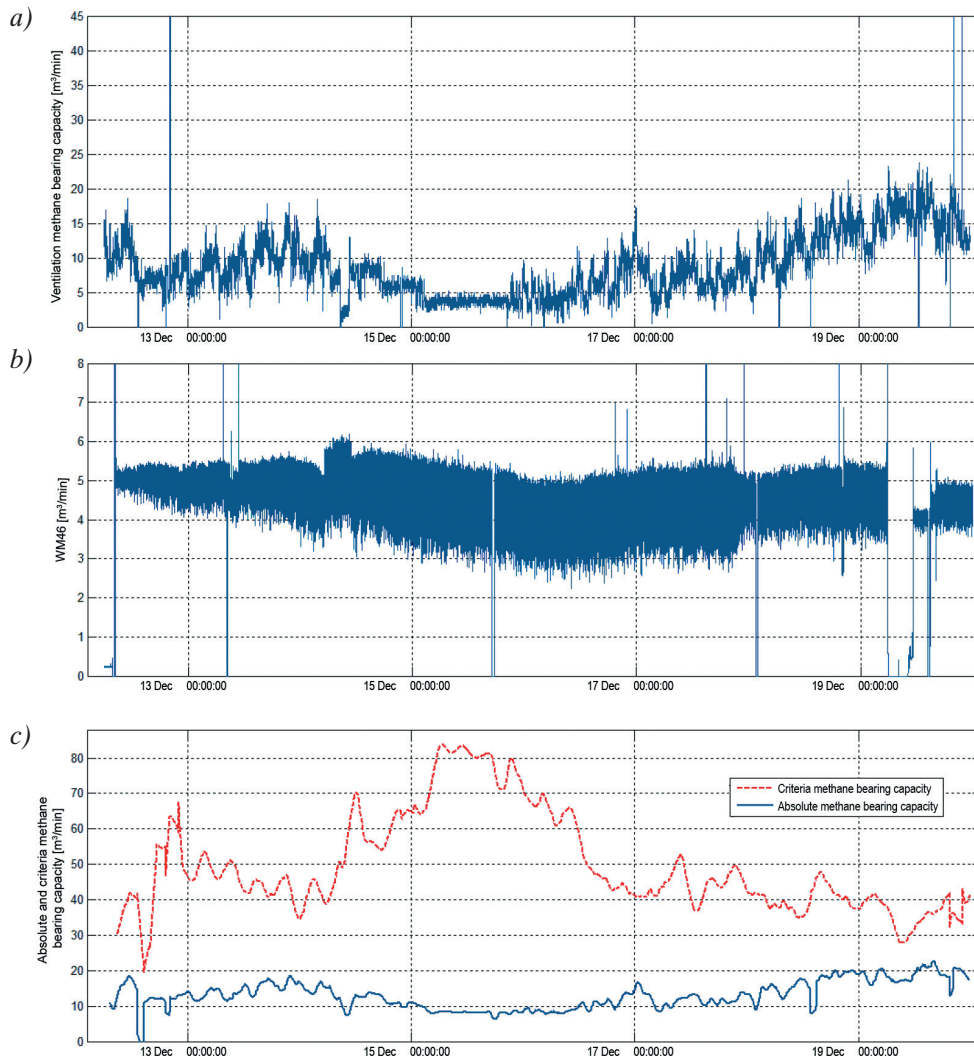 a)
Ventilation methane bearing capacity [m³/min]
45
40
35
30
25
20
15
10
5
0
13 Dec 00:00:00 15 Dec 00:00:00 17 Dec 00:00:00 19 Dec 00:00:00
b)
WM46 [m³/min]
8
7
6
5
4
3
2
1
0
13 Dec 00:00:00 15 Dec 00:00:00 17 Dec 00:00:00 19 Dec 00:00:00
c)
Absolute and criteria methane
bearing capacity [m³/min]
80
70
60
50
40
30
20
10
0
Criteria methane bearing capacity
Absolute methane bearing capacity
13 Dec 00:00:00 15 Dec 00:00:00 17 Dec 00:00:00 19 Dec 00:00:00